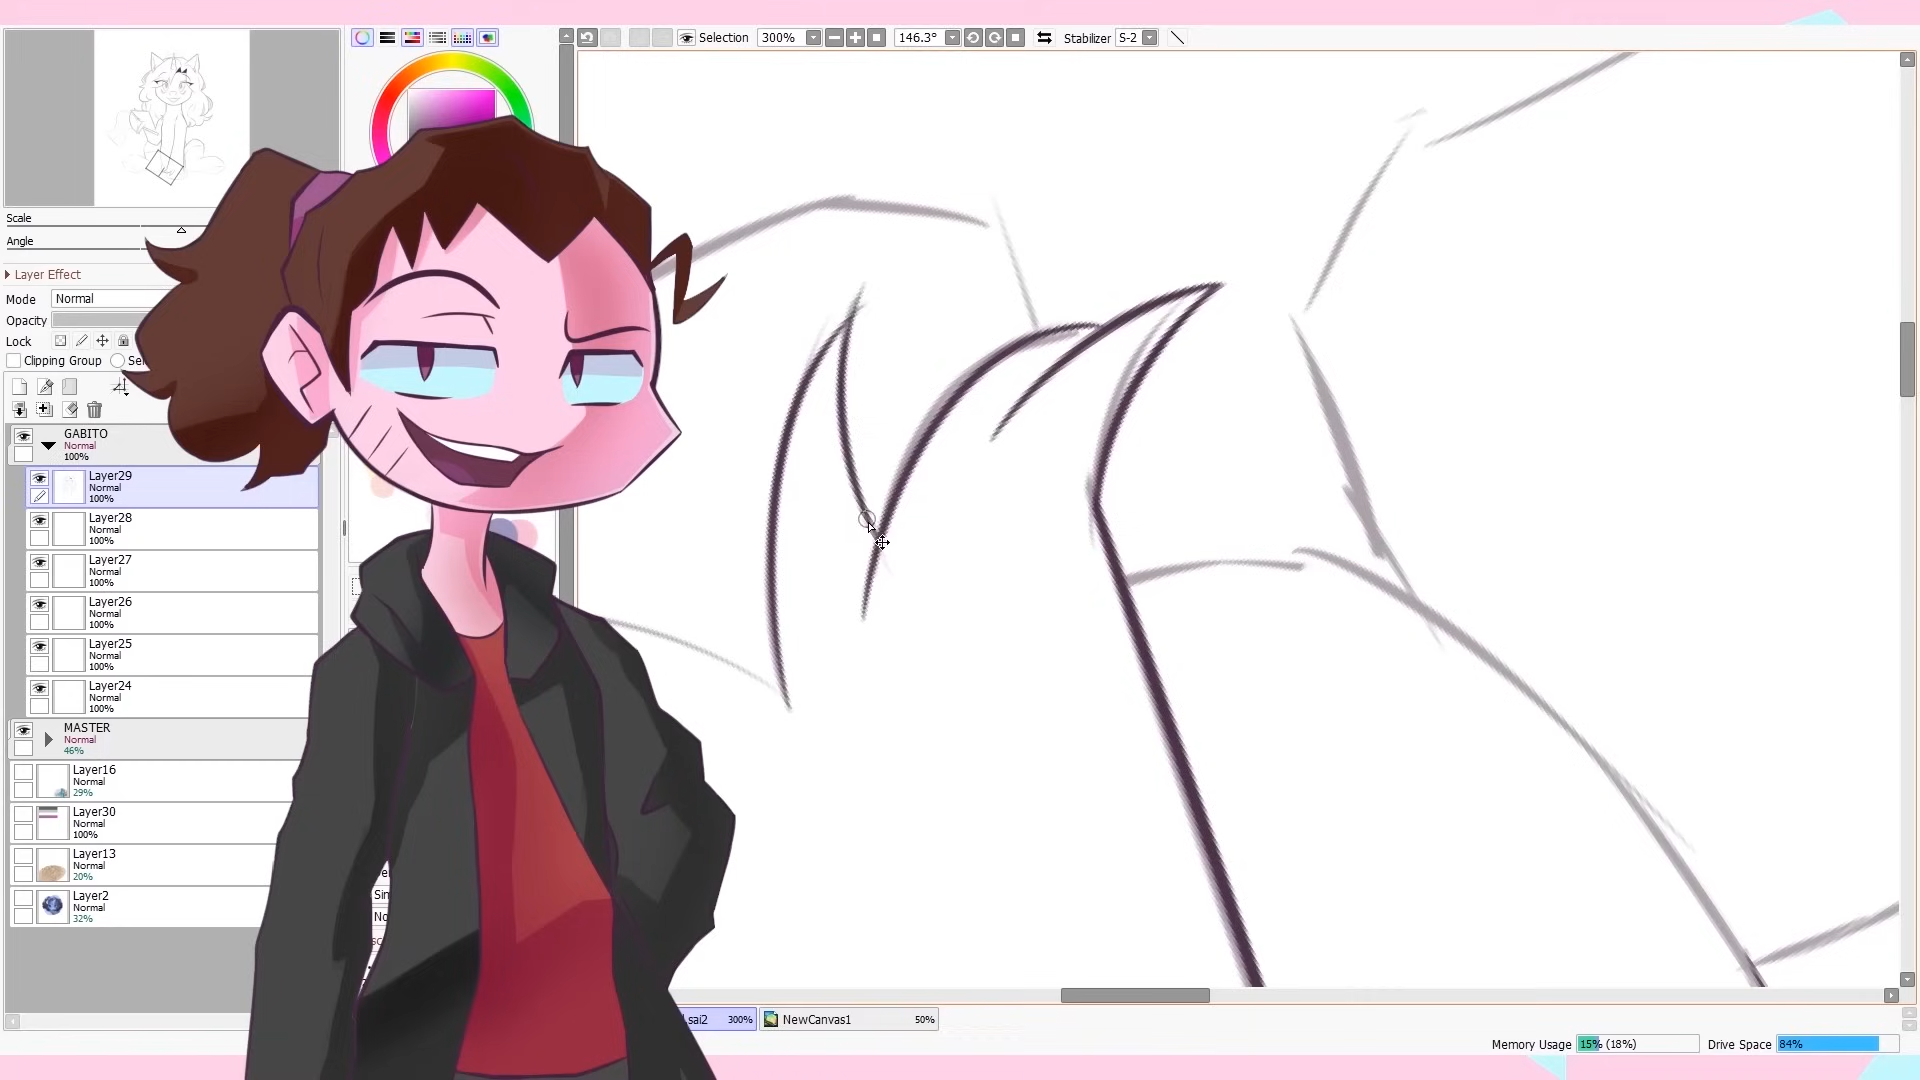 Selection 300% 146.3° Stabilizer S-2
Scale
Angle
Layer Effect
Mode Normal
Opacity
Lock
Clipping Group
GABITO
Normal
100%
Layer29
Normal
100%
Layer28
Normal
100%
Layer27
Normal
100%
Layer26
Normal
100%
Layer25
Normal
100%
Layer24
Normal
100%
MASTER
Normal
46%
Layer16
Normal
29%
Layer30
Normal
100%
Layer13
Normal
20%
Layer2
Normal
32%
.sai2 300% NewCanvas1 50%
Memory Usage 15% (18%) Drive Space 84%